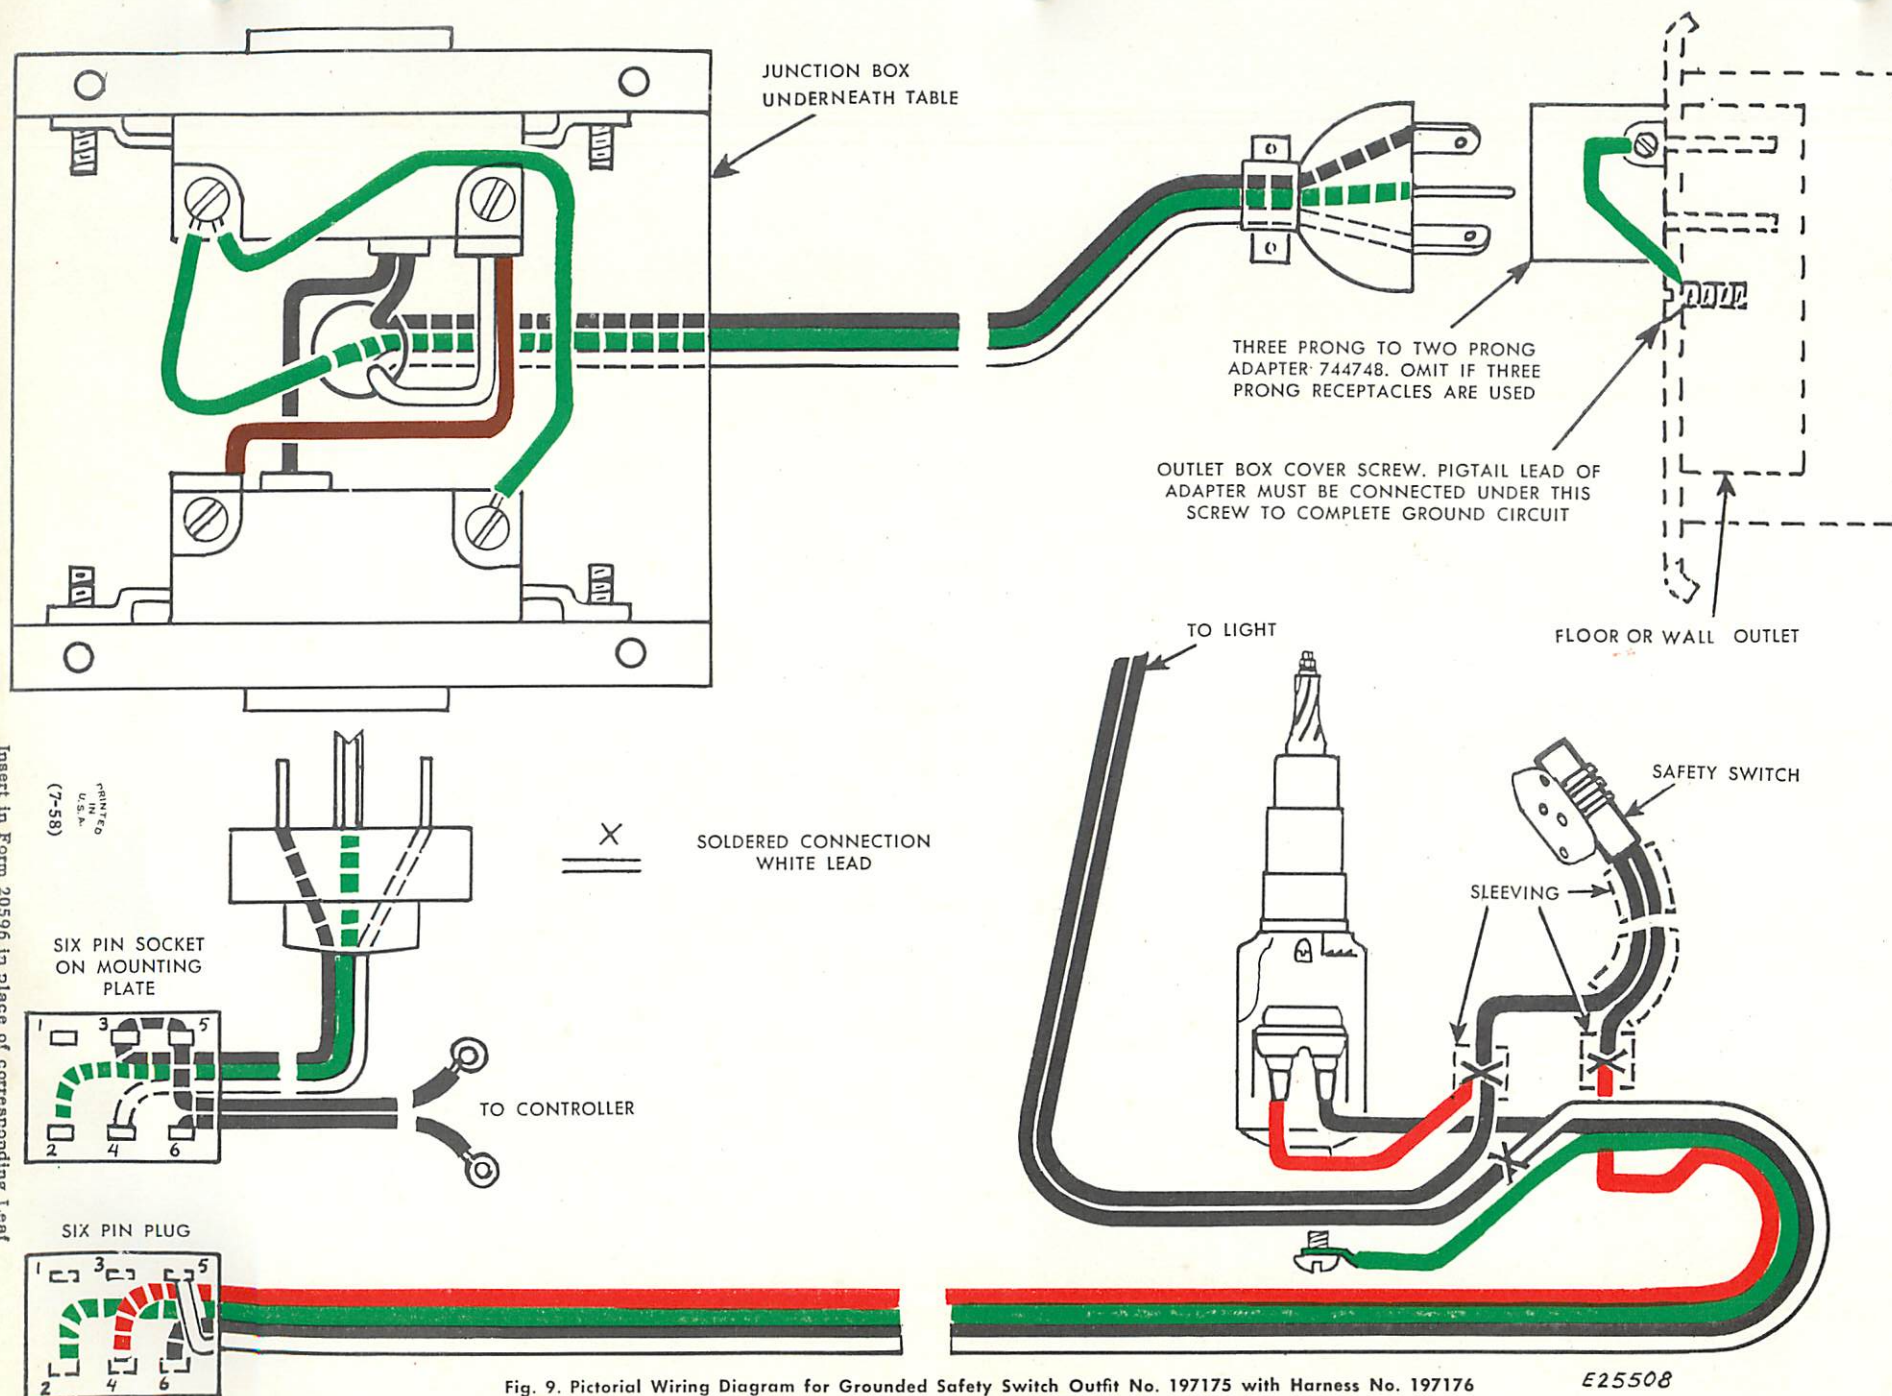 JUNCTION BOX
UNDERNEATH TABLE
THREE PRONG TO TWO PRONG
ADAPTER 744748. OMIT IF THREE
PRONG RECEPTACLES ARE USED
OUTLET BOX COVER SCREW. PIGTAIL LEAD OF
ADAPTER MUST BE CONNECTED UNDER THIS
SCREW TO COMPLETE GROUND CIRCUIT
FLOOR OR WALL OUTLET
TO LIGHT
SAFETY SWITCH
SLEEVING
X
SOLDERED CONNECTION
WHITE LEAD
PRINTED
IN
U.S.A.
(7-58)
Insert in Form 20596 in place of corresponding Leaf
SIX PIN SOCKET
ON MOUNTING
PLATE
1 3 5
2 4 6
TO CONTROLLER
SIX PIN PLUG
1 3 5
2 4 6
Fig. 9. Pictorial Wiring Diagram for Grounded Safety Switch Outfit No. 197175 with Harness No. 197176
E25508